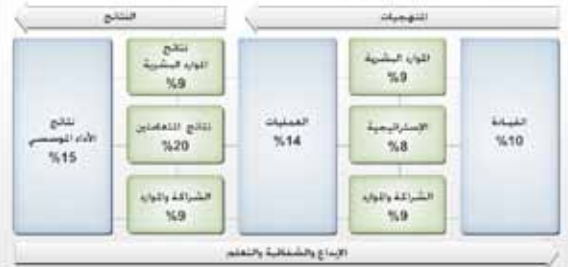 المنهجيات
النتائج
القيادة
%10
الموارد البشرية
%9
الاستراتيجية
%8
الشراكة والموارد
%9
العمليات
%14
نتائج
الموارد البشرية
%9
نتائج المتعاملين
%20
الشراكة والموارد
%9
نتائج
الأداء المؤسسي
%15
الإبداع والشفافية والتعلم